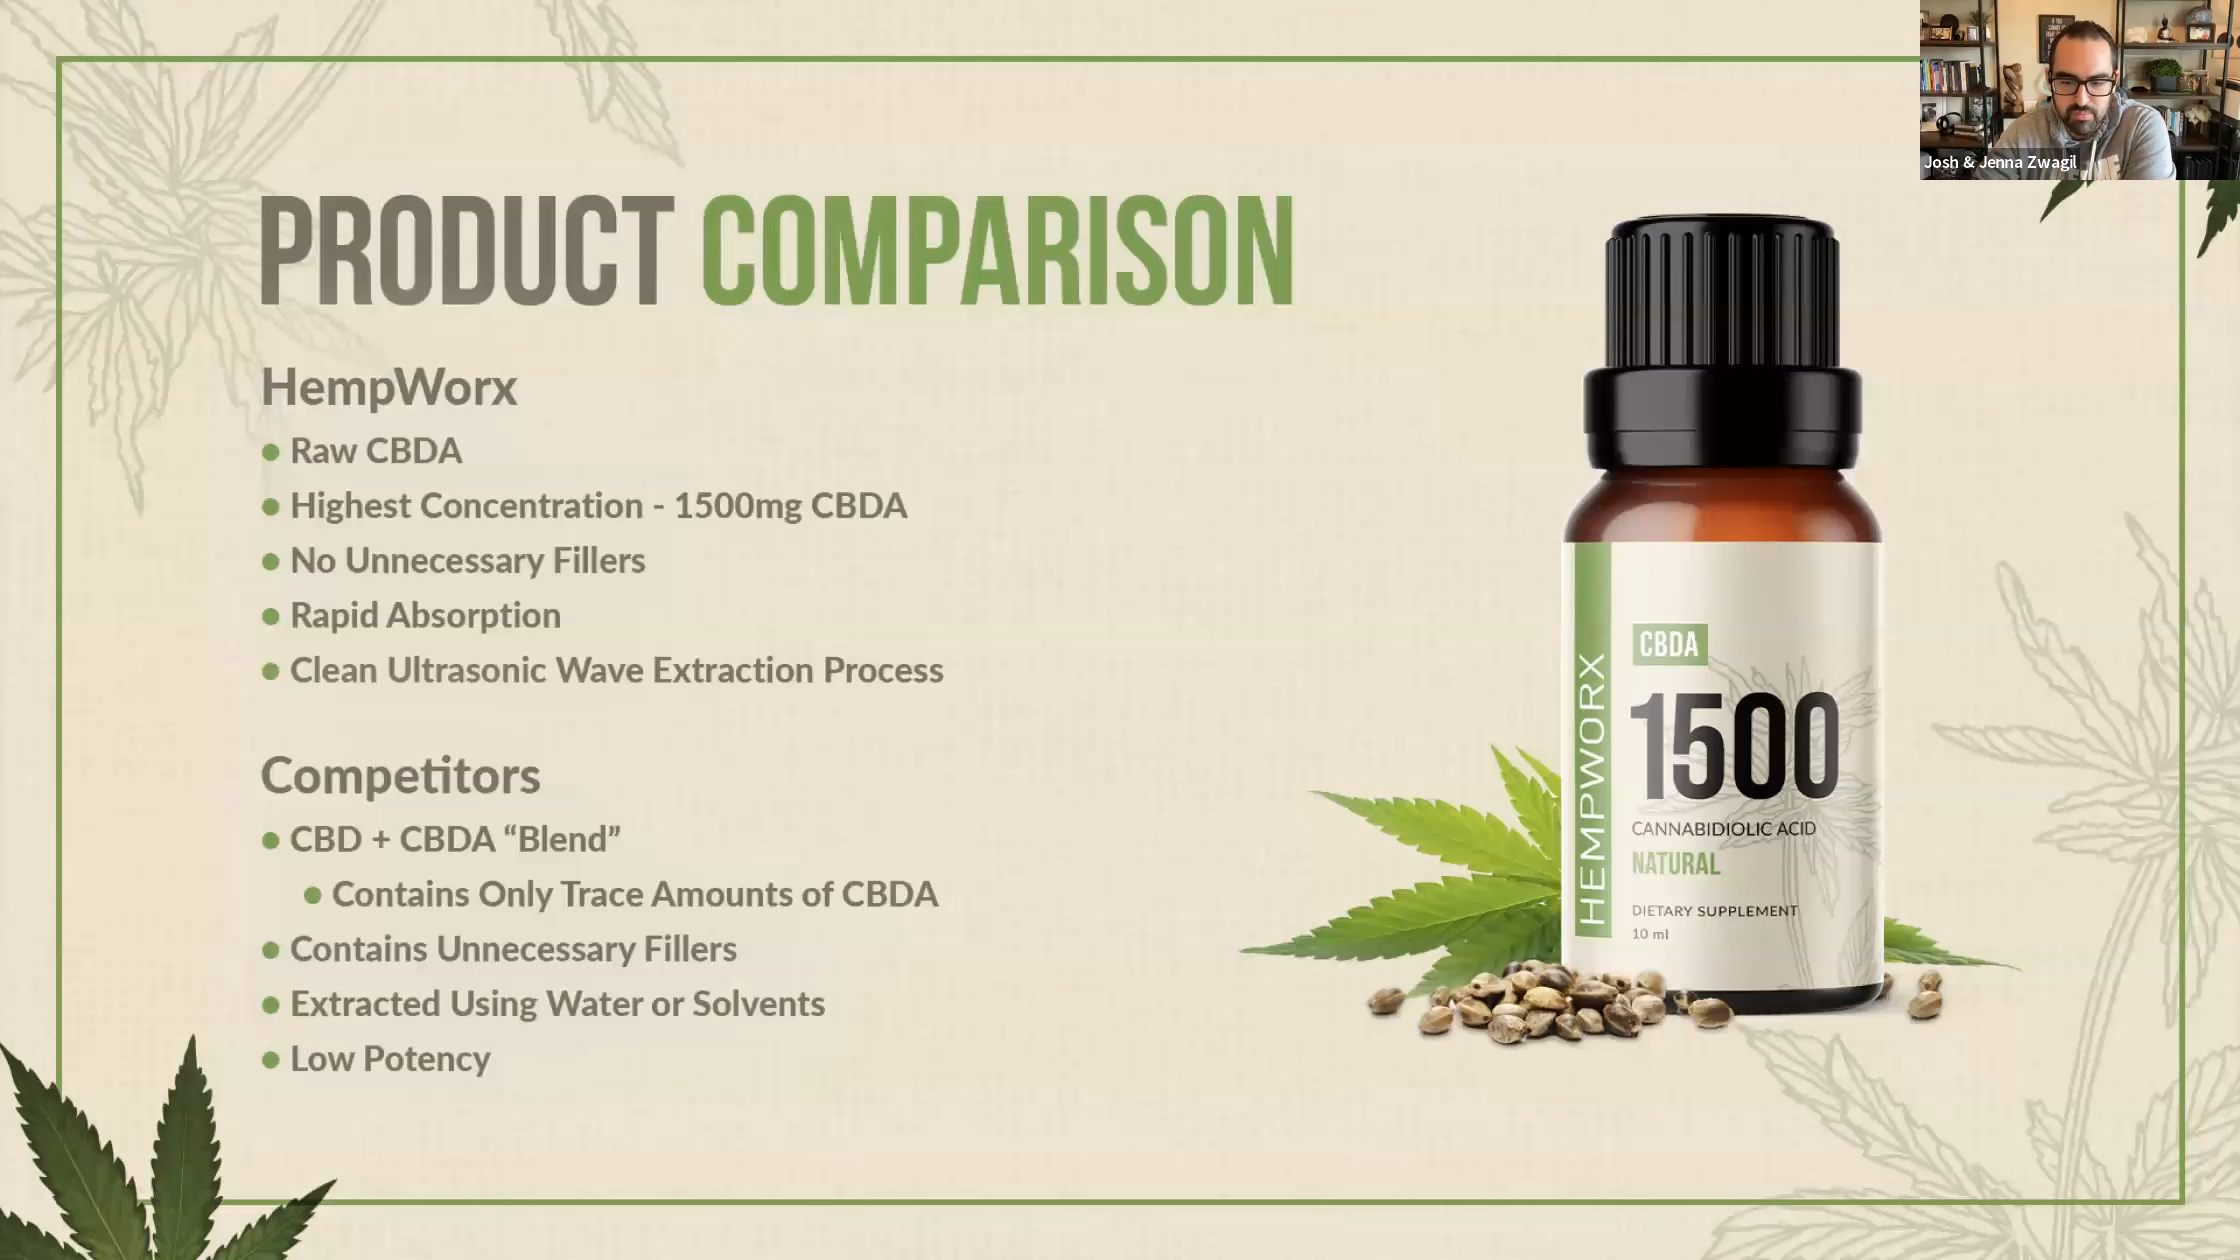 Josh & Jenna Zwagil
PRODUCT COMPARISON
HempWorx
• Raw CBDA
• Highest Concentration - 1500mg CBDA
• No Unnecessary Fillers
• Rapid Absorption
• Clean Ultrasonic Wave Extraction Process
Competitors
• CBD + CBDA “Blend”
• Contains Only Trace Amounts of CBDA
• Contains Unnecessary Fillers
• Extracted Using Water or Solvents
• Low Potency
HEMPWORX
CBDA
1500
CANNABIDIOLIC ACID
NATURAL
DIETARY SUPPLEMENT
10 ml